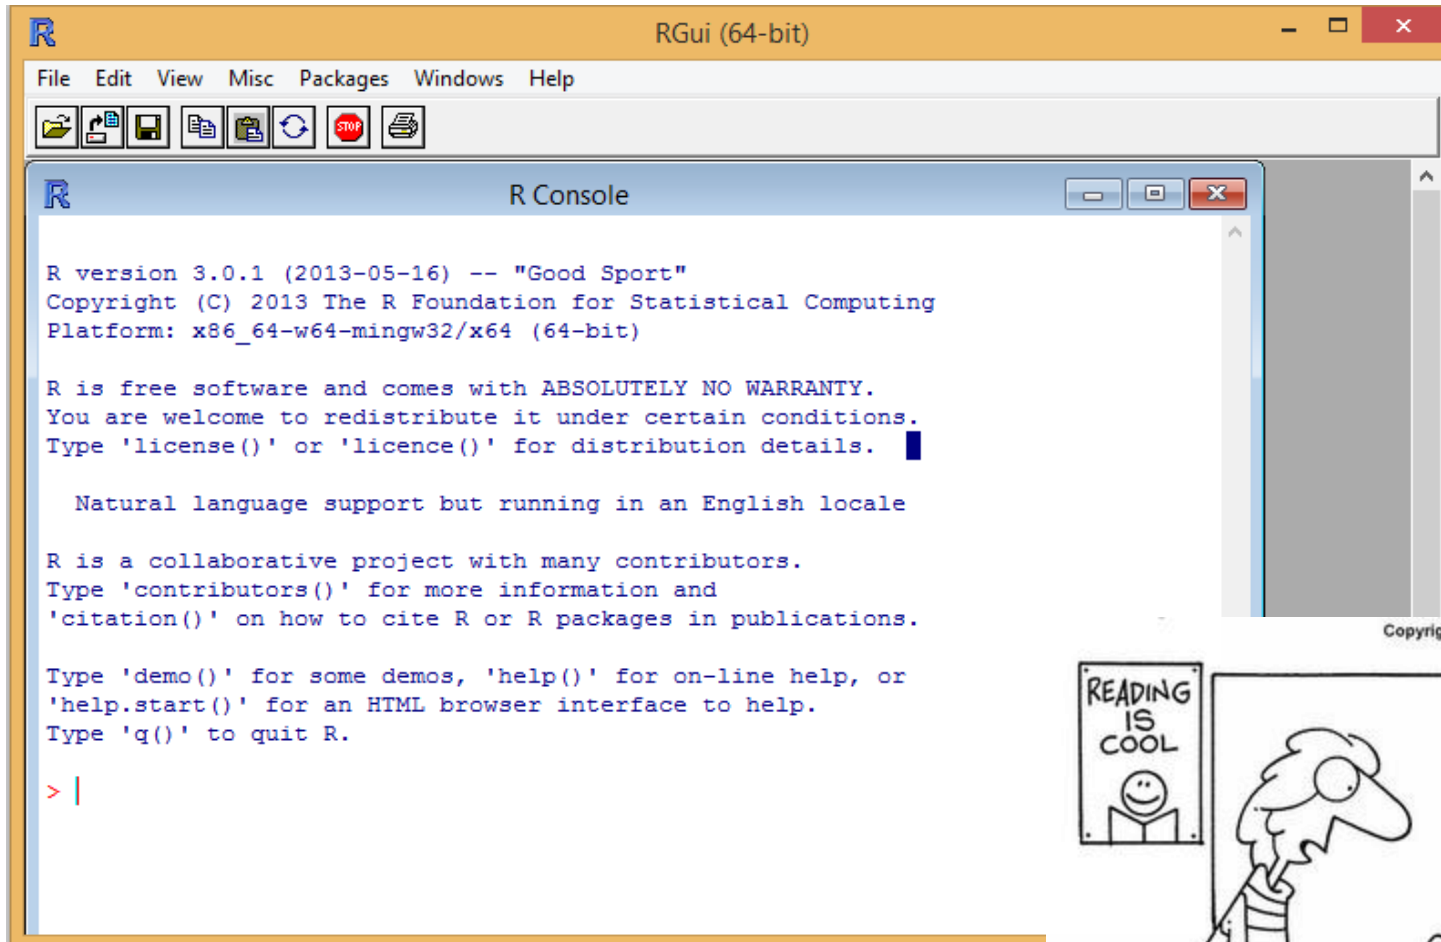 RGui (64-bit)
File Edit View Misc Packages Windows Help
STOP
R Console
R version 3.0.1 (2013-05-16) -- "Good Sport"
Copyright (C) 2013 The R Foundation for Statistical Computing
Platform: x86_64-w64-mingw32/x64 (64-bit)
R is free software and comes with ABSOLUTELY NO WARRANTY.
You are welcome to redistribute it under certain conditions.
Type 'license()' or 'licence()' for distribution details.
Natural language support but running in an English locale
R is a collaborative project with many contributors.
Type 'contributors()' for more information and
'citation()' on how to cite R or R packages in publications.
Type 'demo()' for some demos, 'help()' for on-line help, or
'help.start()' for an HTML browser interface to help.
Type 'q()' to quit R.
>
Copyrig
READING
IS
COOL